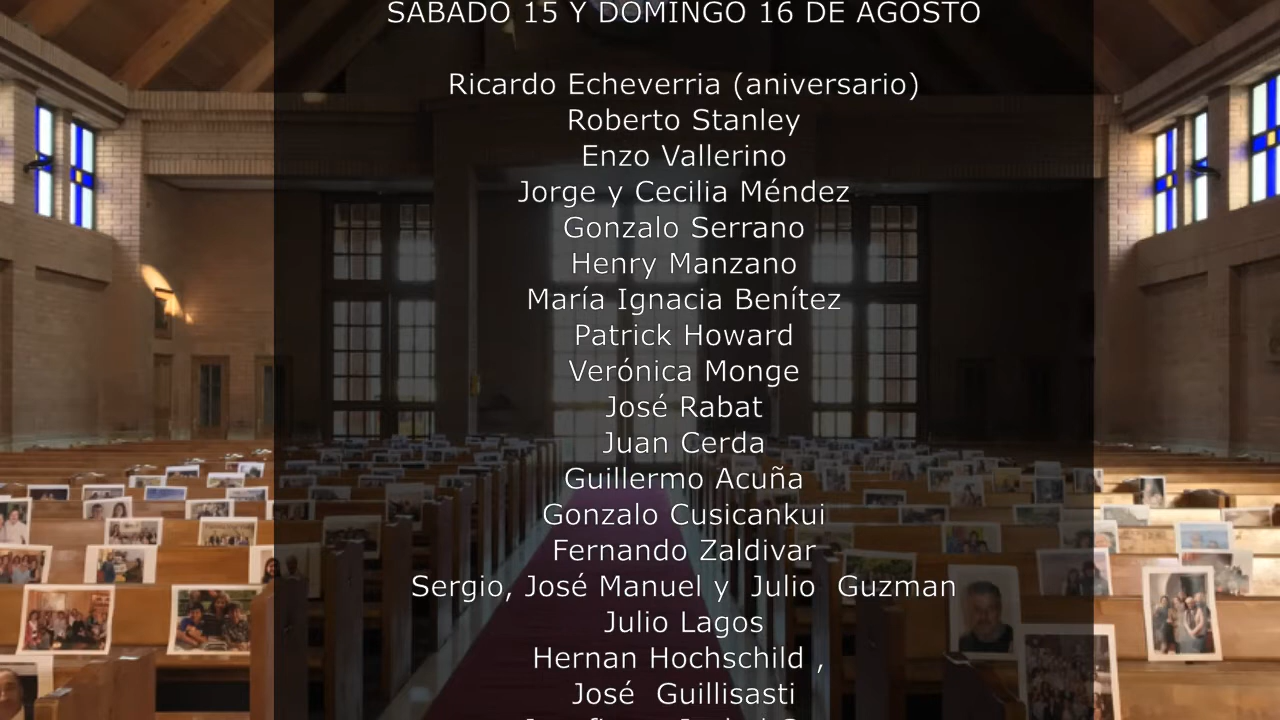 SABADO 15 Y DOMINGO 16 DE AGOSTO
Ricardo Echeverria (aniversario)
Roberto Stanley
Enzo Vallerino
Jorge y Cecilia Méndez
Gonzalo Serrano
Henry Manzano
María Ignacia Benítez
Patrick Howard
Verónica Monge
José Rabat
Juan Cerda
Guillermo Acuña
Gonzalo Cusicankui
Fernando Zaldivar
Sergio, José Manuel y  Julio  Guzman
Julio Lagos
Hernan Hochschild ,
José  Guillisasti